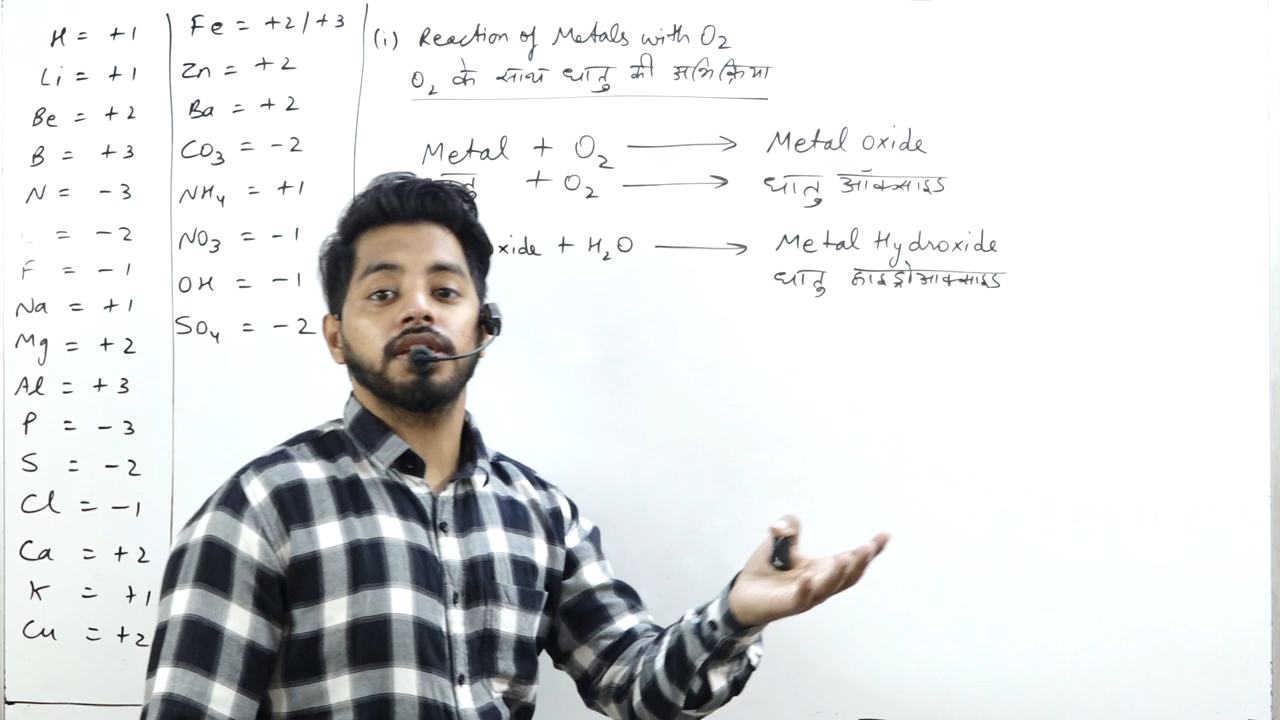 H = +1
Li = +1
Be = +2
B = +3
N = -3
= -2
F = -1
Na = +1
Mg = +2
Al = +3
P = -3
S = -2
Cl = -1
Ca = +2
K = +1
Cu = +2
Fe = +2/+3
Zn = +2
Ba = +2
CO3 = -2
NH4 = +1
NO3 = -1
OH = -1
SO4 = -2
(i) Reaction of Metals with O2
O2 के साथ धातु की अभिक्रिया
Metal + O2 ⟶ Metal oxide
+ O2 ⟶ धातु ऑक्साइड
xide + H2O ⟶ Metal Hydroxide
धातु हाइड्रोआक्साइड